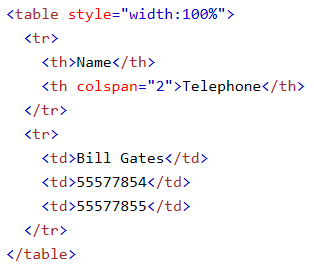 <table style="width:100%">
  <tr>
    <th>Name</th>
    <th colspan="2">Telephone</th>
  </tr>
  <tr>
    <td>Bill Gates</td>
    <td>55577854</td>
    <td>55577855</td>
  </tr>
</table>